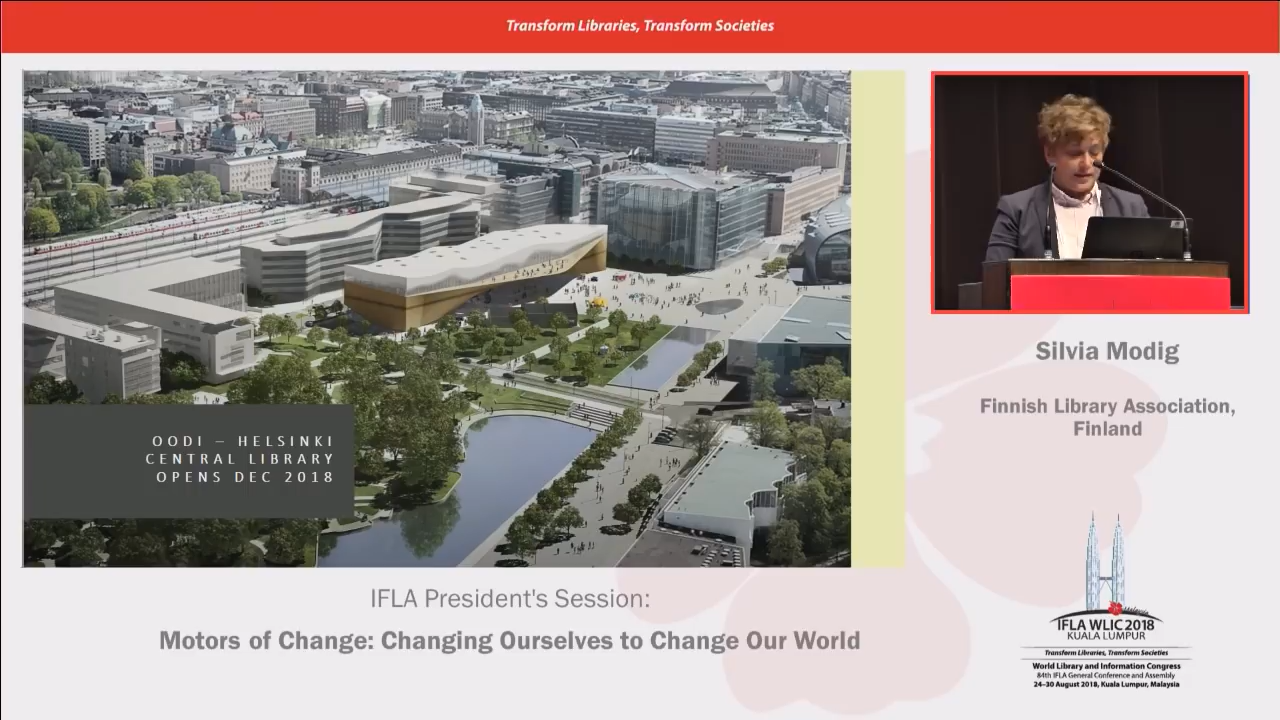 Transform Libraries, Transform Societies
OODI – HELSINKI
CENTRAL LIBRARY
OPENS DEC 2018
Silvia Modig
Finnish Library Association,
Finland
IFLA President's Session:
Motors of Change: Changing Ourselves to Change Our World
Malaysia
IFLA WLIC 2018
KUALA LUMPUR
Transform Libraries, Transform Societies
World Library and Information Congress
84th IFLA General Conference and Assembly
24–30 August 2018, Kuala Lumpur, Malaysia